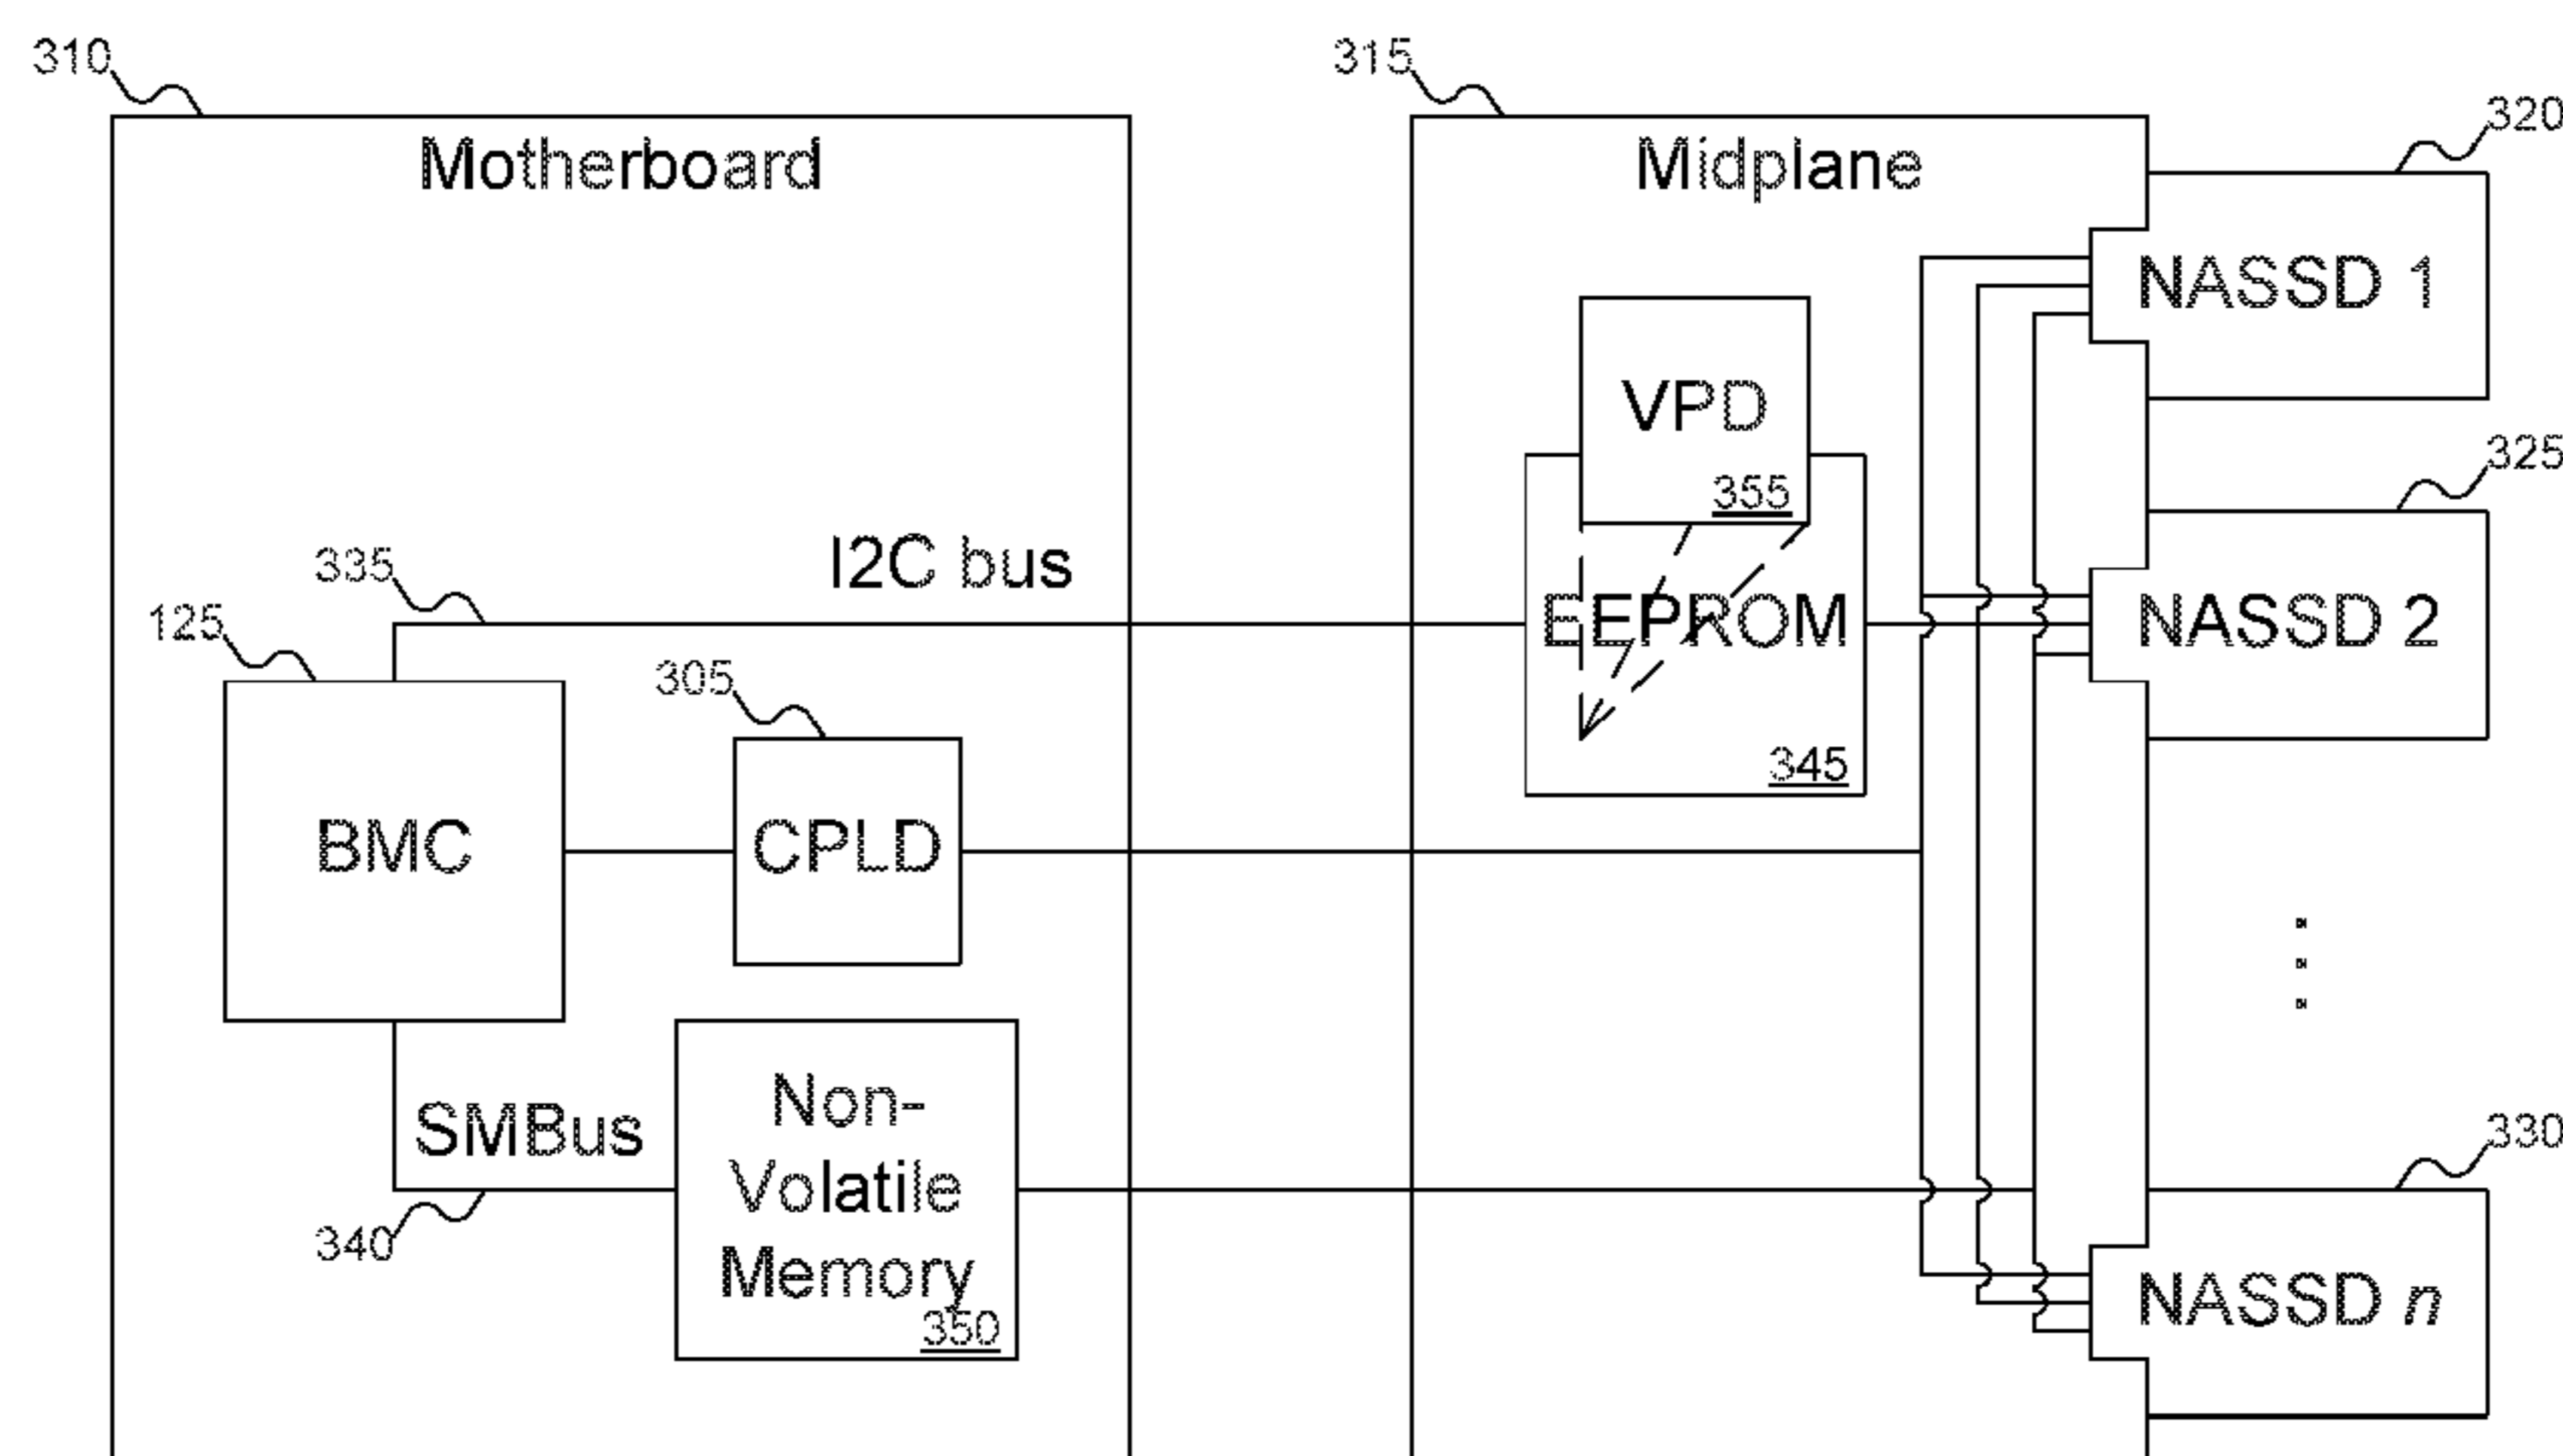 310
315
320
Motherboard
Midplane
NASSD 1
VPD
355
325
I2C bus
335
EEPROM
NASSD 2
125
305
345
BMC
CPLD
SMBus
Non-
Volatile
Memory
350
340
330
NASSD n